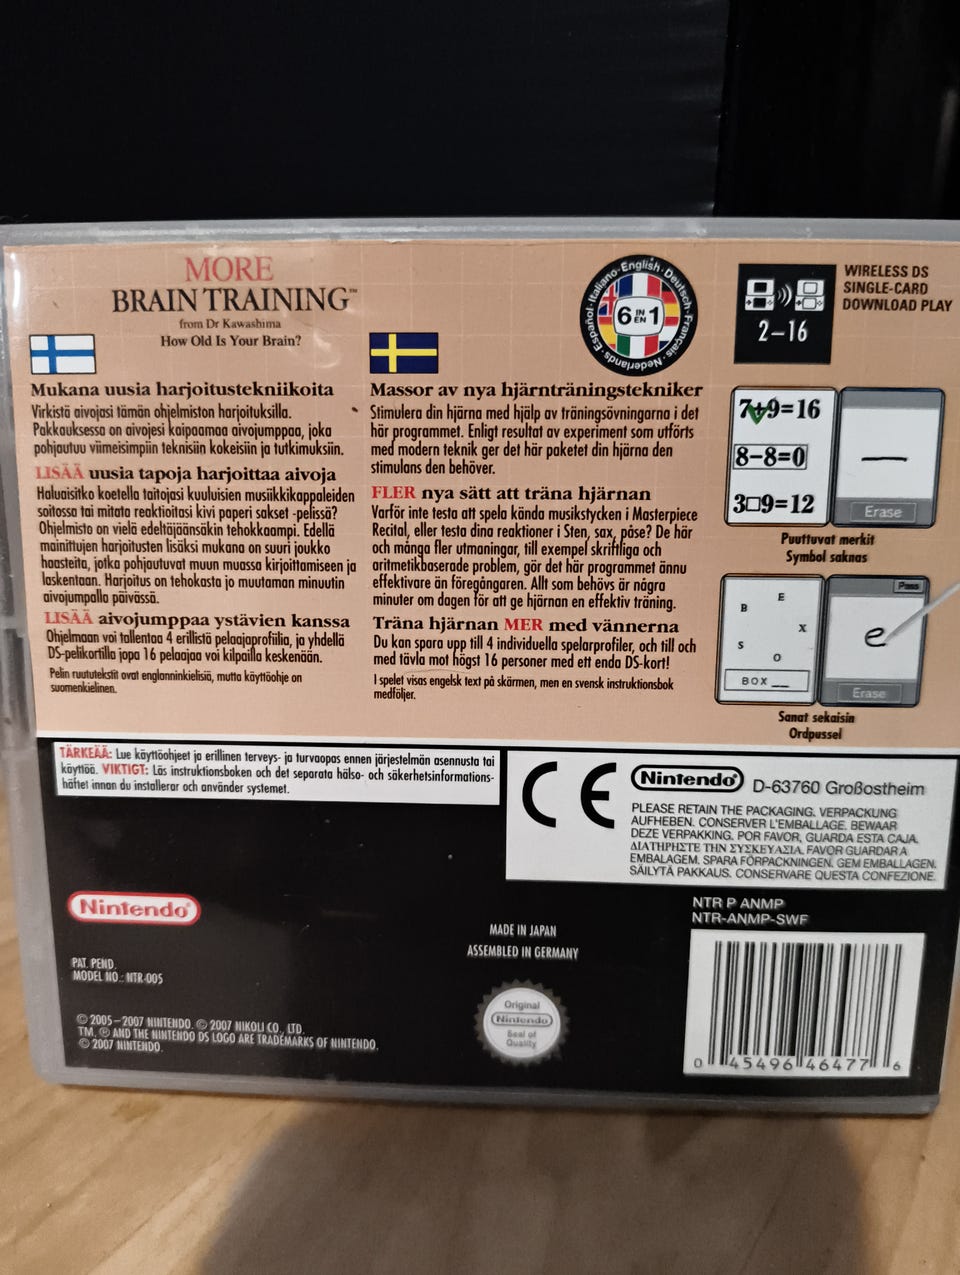 MORE
BRAIN TRAINING™
from Dr Kawashima
How Old Is Your Brain?
Mukana uusia harjoitustekniikoita
Virkistä aivojasi tämän ohjelmiston harjoituksilla.
Pakkauksessa on aivojesi kaipaamaa aivojumppaa, joka
pohjautuu viimeisimpiin teknisiin kokeisiin ja tutkimuksiin.
LISÄÄ uusia tapoja harjoittaa aivoja
Haluaisitko koetella taitojasi kuuluisien musiikkikappaleiden
soitossa tai mitata reaktioitasi kivi paperi sakset -pelissä?
Ohjelmisto on vielä edeltäjäänsäkin tehokkaampi. Edellä
mainittujen harjoitusten lisäksi mukana on suuri joukko
haasteita, jotka pohjautuvat muun muassa kirjoittamiseen ja
laskentaan. Harjoitus on tehokasta jo muutaman minuutin
aivojumpalla päivässä.
LISÄÄ aivojumppaa ystävien kanssa
Ohjelmaan voi tallentaa 4 erillistä pelaajaprofiilia, ja yhdellä
DS-pelikortilla jopa 16 pelaajaa voi kilpailla keskenään.
Pelin ruututekstit ovat englanninkielisiä, mutta käyttöohje on
suomenkielinen.
Massor av nya hjärnträningstekniker
Stimulera din hjärna med hjälp av träningsövningarna i det
här programmet. Enligt resultat av experiment som utförts
med modern teknik ger det här paketet din hjärna den
stimulans den behöver.
FLER nya sätt att träna hjärnan
Varför inte testa att spela kända musikstycken i Masterpiece
Recital, eller testa dina reaktioner i Sten, sax, påse? De här
och många fler utmaningar, till exempel skriftliga och
aritmetikbaserade problem, gör det här programmet ännu
effektivare än föregångaren. Allt som behövs är några
minuter om dagen för att ge hjärnan en effektiv träning.
Träna hjärnan MER med vännerna
Du kan spara upp till 4 individuella spelarprofiler, och till och
med tävla mot högst 16 personer med ett enda DS-kort!
I spelet visas engelsk text på skärmen, men en svensk instruktionsbok
medföljer.
English · Deutsch · Français · Nederlands · Español · Italiano
6 IN EN 1
2-16
WIRELESS DS
SINGLE-CARD
DOWNLOAD PLAY
7+9=16
8-8=0
3□9=12
Erase
Puuttuvat merkit
Symbol saknas
E
B
X
S
O
BOX__
Pass
e
Erase
Sanat sekaisin
Ordpussel
TÄRKEÄÄ: Lue käyttöohjeet ja erillinen terveys- ja turvaopas ennen järjestelmän asennusta tai
käyttöä. VIKTIGT: Läs instruktionsboken och det separata hälso- och säkerhetsinformations-
häftet innan du installerar och använder systemet.
CE
Nintendo® D-63760 Großostheim
PLEASE RETAIN THE PACKAGING. VERPACKUNG
AUFHEBEN. CONSERVER L'EMBALLAGE. BEWAAR
DEZE VERPAKKING. POR FAVOR, GUARDA ESTA CAJA.
ΔΙΑΤΗΡΗΣΤΕ ΤΗΝ ΣΥΣΚΕΥΑΣΙΑ. FAVOR GUARDAR A
EMBALAGEM. SPARA FÖRPACKNINGEN. GEM EMBALLAGEN.
SÄILYTÄ PAKKAUS. CONSERVARE QUESTA CONFEZIONE.
Nintendo®
PAT. PEND.
MODEL NO.: NTR-005
© 2005–2007 NINTENDO. © 2007 NIKOLI CO., LTD.
TM, ® AND THE NINTENDO DS LOGO ARE TRADEMARKS OF NINTENDO.
© 2007 NINTENDO.
MADE IN JAPAN
ASSEMBLED IN GERMANY
Original
Nintendo
Seal of
Quality
NTR P ANMP
NTR-ANMP-SWF
0 45496 46477 6